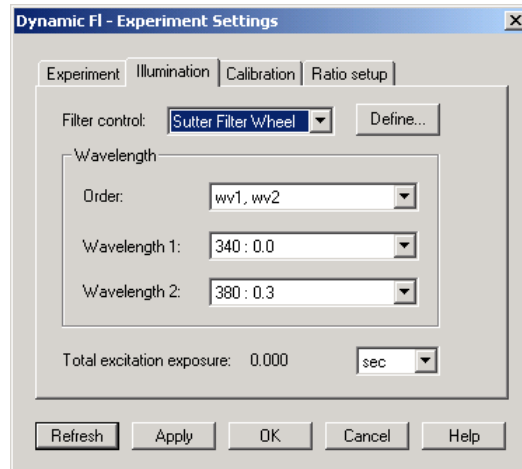 Dynamic Fl - Experiment Settings
Experiment Illumination Calibration Ratio setup
Filter control: Sutter Filter Wheel Define...
Wavelength
Order: wv1, wv2
Wavelength 1: 340 : 0.0
Wavelength 2: 380 : 0.3
Total excitation exposure: 0.000 sec
Refresh Apply OK Cancel Help